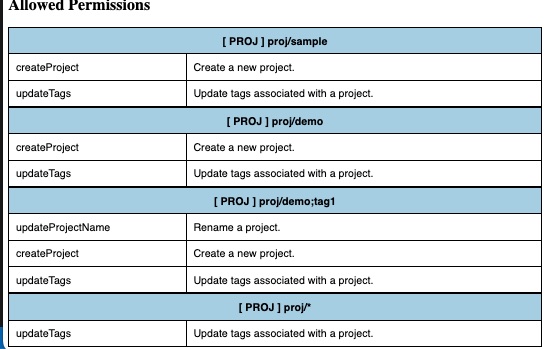 Allowed Permissions
[ PROJ ] proj/sample
createProject Create a new project.
updateTags Update tags associated with a project.
[ PROJ ] proj/demo
createProject Create a new project.
updateTags Update tags associated with a project.
[ PROJ ] proj/demo;tag1
updateProjectName Rename a project.
createProject Create a new project.
updateTags Update tags associated with a project.
[ PROJ ] proj/*
updateTags Update tags associated with a project.